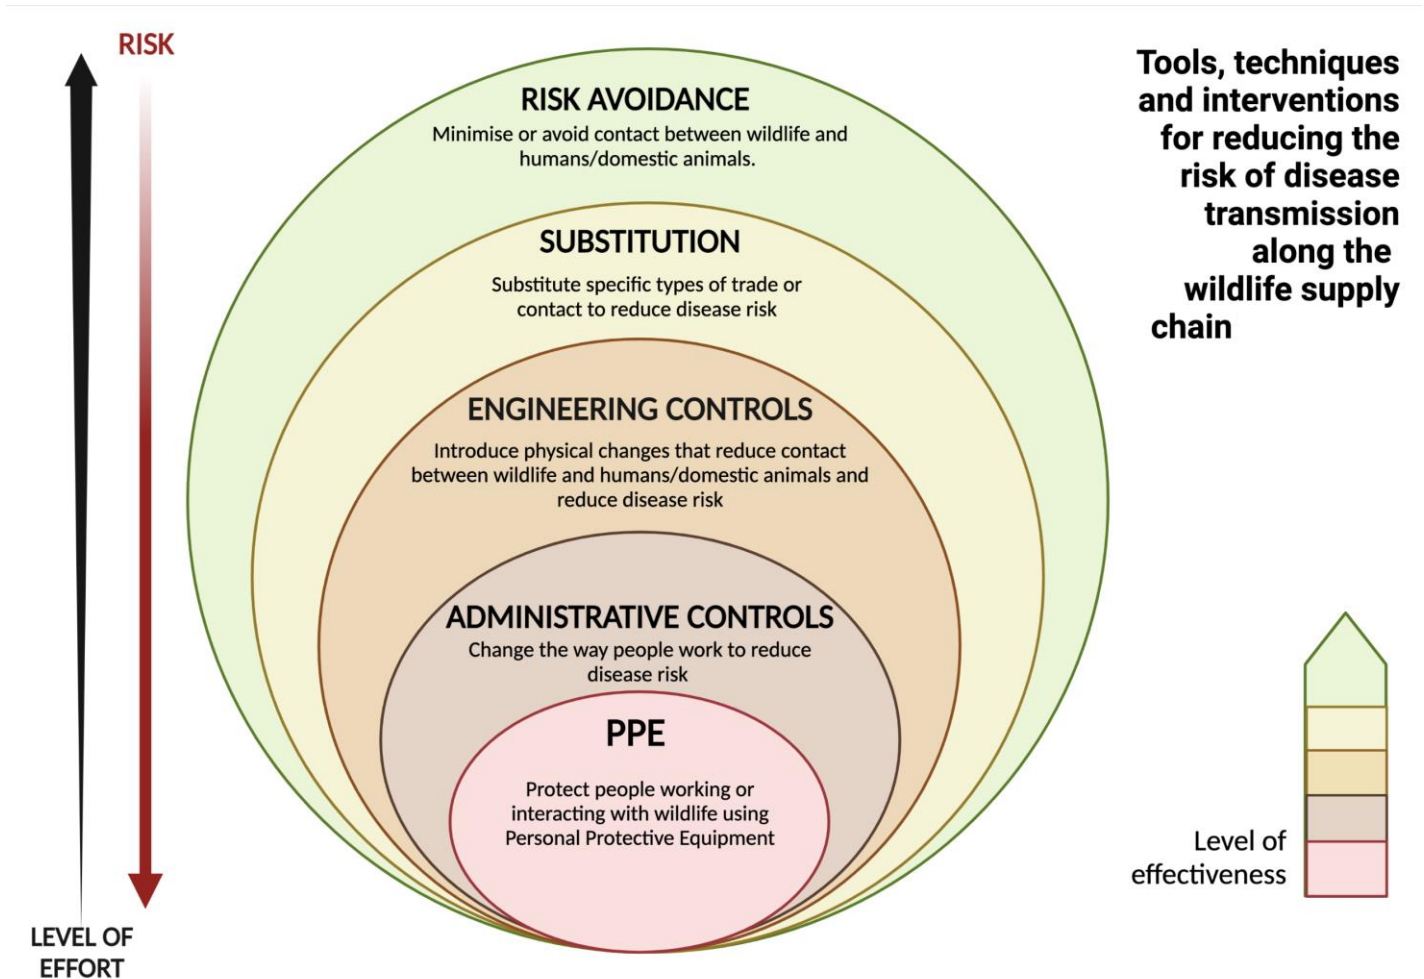 RISK
RISK AVOIDANCE
Minimise or avoid contact between wildlife and
humans/domestic animals.
SUBSTITUTION
Substitute specific types of trade or
contact to reduce disease risk
ENGINEERING CONTROLS
Introduce physical changes that reduce contact
between wildlife and humans/domestic animals and
reduce disease risk
ADMINISTRATIVE CONTROLS
Change the way people work to reduce
disease risk
PPE
Protect people working or
interacting with wildlife using
Personal Protective Equipment
LEVEL OF
EFFORT
Tools, techniques
and interventions
for reducing the
risk of disease
transmission
along the
wildlife supply
chain
Level of
effectiveness